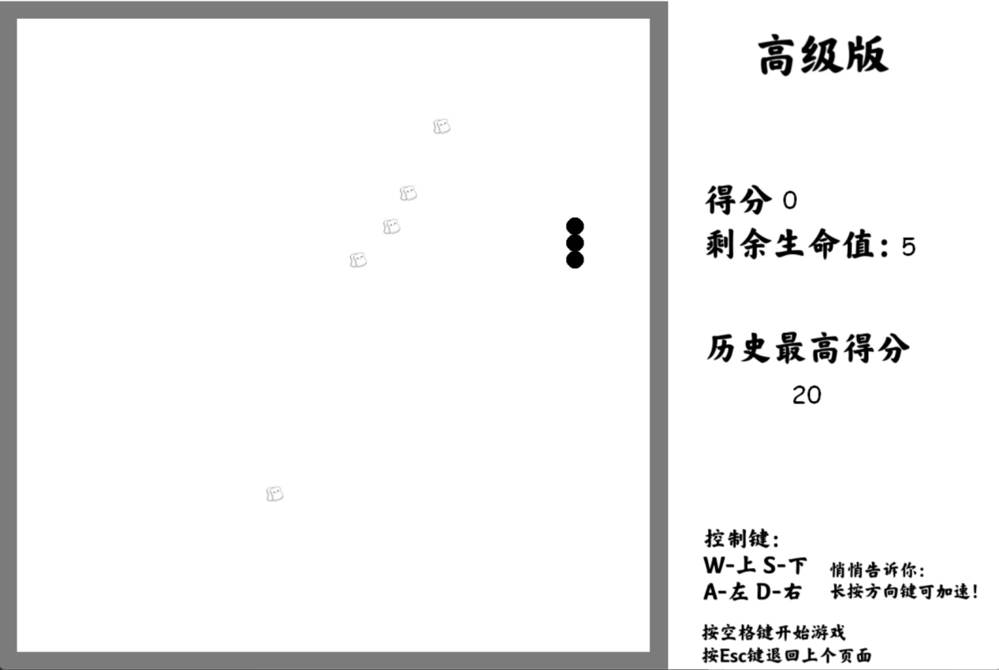 高级版
得分 0
剩余生命值：5
历史最高得分
20
控制键：
W-上 S-下
A-左 D-右
悄悄告诉你：
长按方向键可加速！
按空格键开始游戏
按Esc键退回上个页面